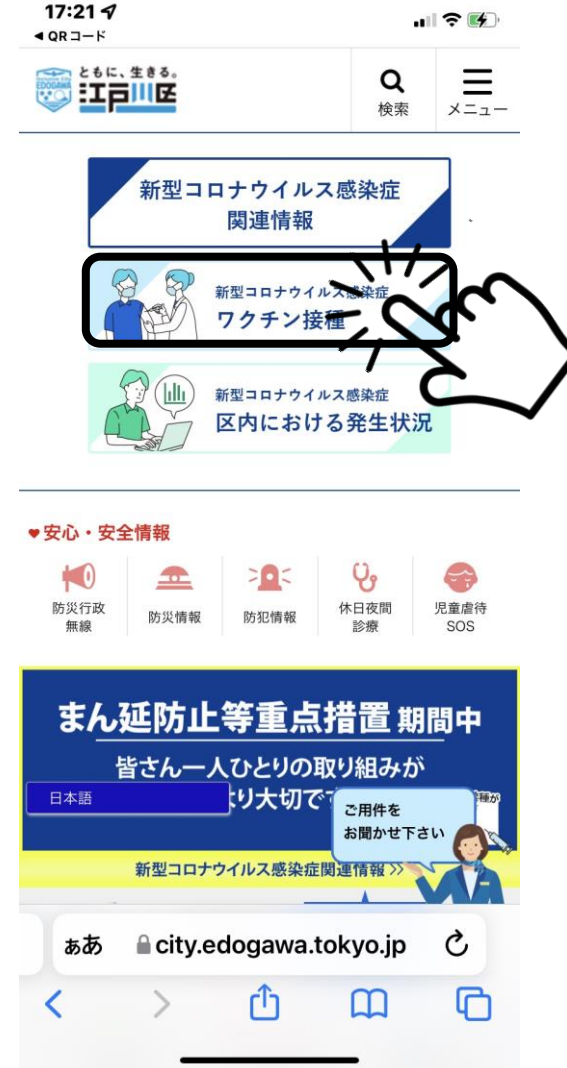 17:21
◀ QRコード
ともに、生きる。
EDOGAWA
江戸川区
検索
メニュー
新型コロナウイルス感染症
関連情報
新型コロナウイルス感染症
ワクチン接種
新型コロナウイルス感染症
区内における発生状況
♥安心・安全情報
防災行政
無線
防災情報
防犯情報
休日夜間
診療
児童虐待
SOS
まん延防止等重点措置 期間中
皆さん一人ひとりの取り組みが
より大切で
日本語
ご用件を
お聞かせ下さい
種が
新型コロナウイルス感染症関連情報 >>
ぁあ
city.edogawa.tokyo.jp